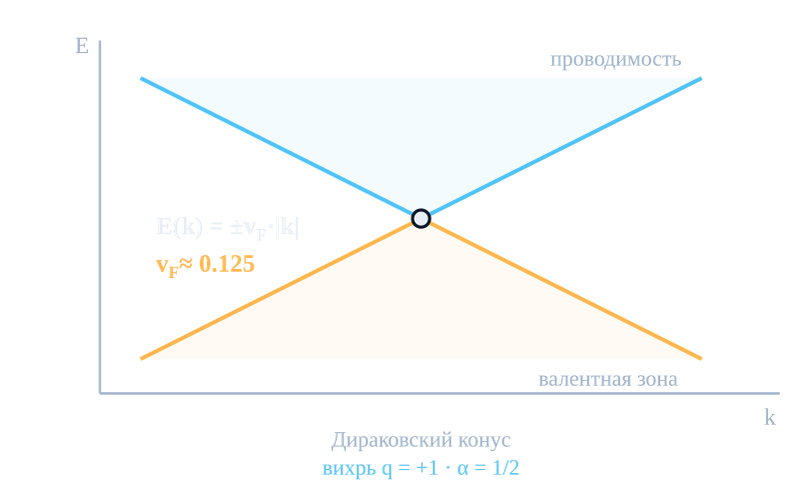 E
проводимость
E(k) = ±v_F·|k|
v_F≈ 0.125
валентная зона
k
Дираковский конус
вихрь q = +1 · α = 1/2